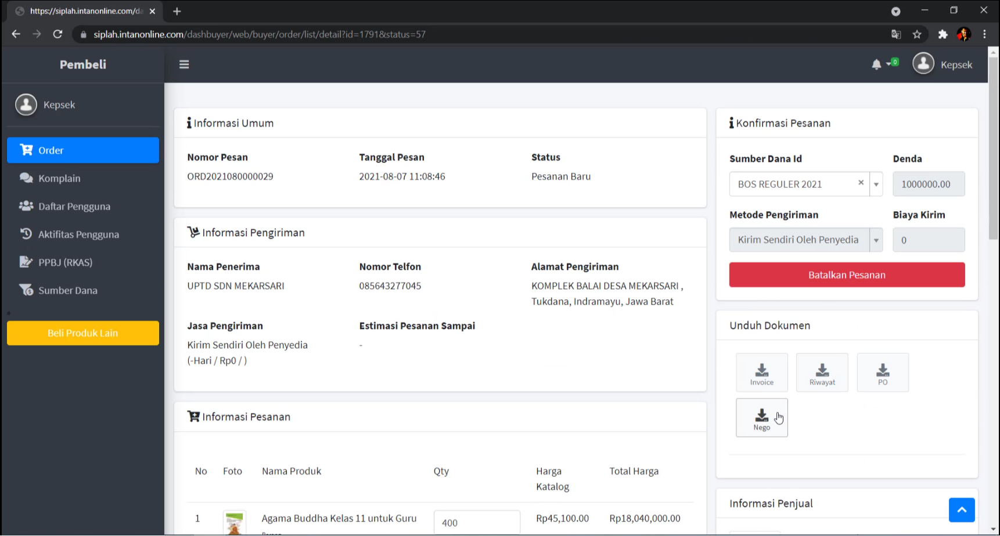 https://siplah.intanonline.com/da
siplah.intanonline.com/dashbuyer/web/buyer/order/list/detail?id=1791&status=57
Pembeli
0
Kepsek
Kepsek
Order
Komplain
Daftar Pengguna
Aktifitas Pengguna
PPBJ (RKAS)
Sumber Dana
Beli Produk Lain
Informasi Umum
Nomor Pesan Tanggal Pesan Status
ORD2021080000029 2021-08-07 11:08:46 Pesanan Baru
Informasi Pengiriman
Nama Penerima Nomor Telfon Alamat Pengiriman
UPTD SDN MEKARSARI 085643277045 KOMPLEK BALAI DESA MEKARSARI ,
Tukdana, Indramayu, Jawa Barat
Jasa Pengiriman Estimasi Pesanan Sampai
Kirim Sendiri Oleh Penyedia -
(-Hari / Rp0 / )
Informasi Pesanan
No Foto Nama Produk Qty Harga Total Harga
Katalog
1 Agama Buddha Kelas 11 untuk Guru 400 Rp45,100.00 Rp18,040,000.00
Konfirmasi Pesanan
Sumber Dana Id Denda
BOS REGULER 2021 × 1000000.00
Metode Pengiriman Biaya Kirim
Kirim Sendiri Oleh Penyedia 0
Batalkan Pesanan
Unduh Dokumen
Invoice Riwayat PO
Nego
Informasi Penjual